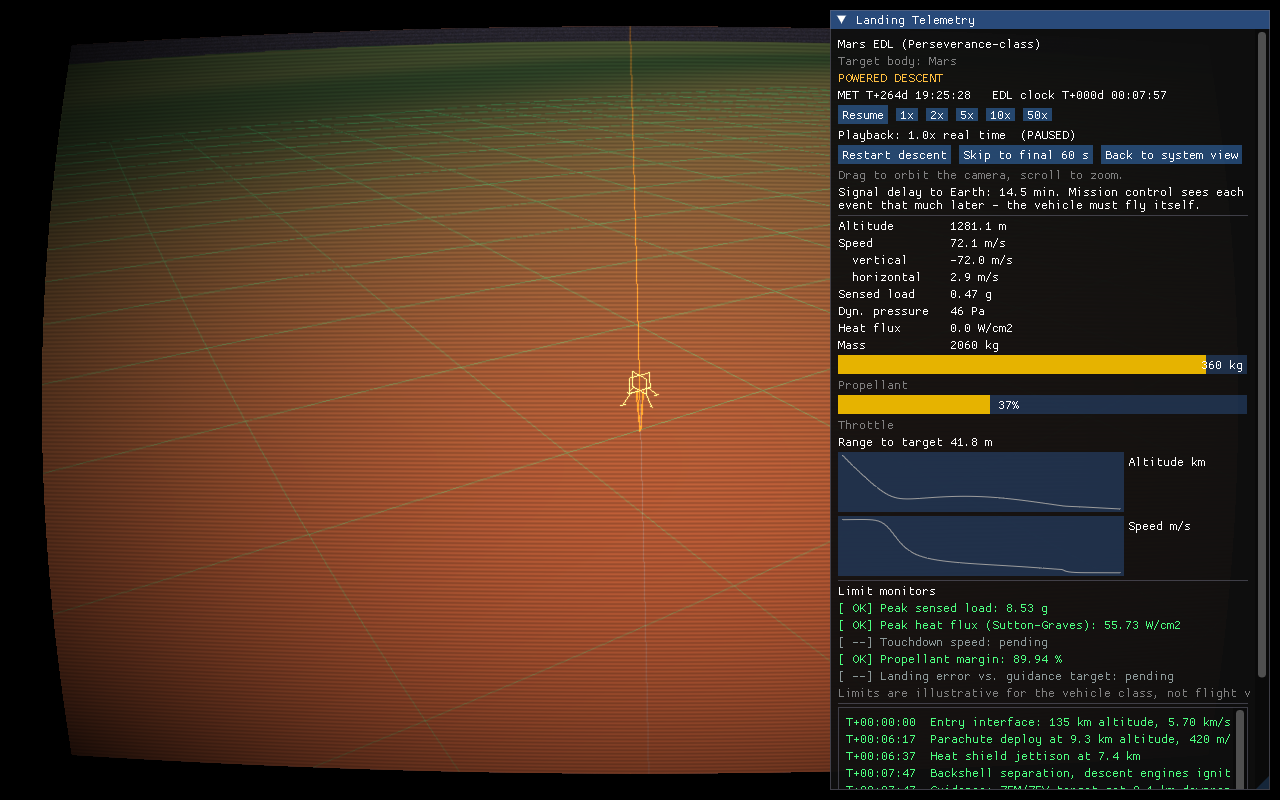 Landing Telemetry
Mars EDL (Perseverance-class)
Target body: Mars
POWERED DESCENT
MET T+264d 19:25:28   EDL clock T+000d 00:07:57
Resume 1x 2x 5x 10x 50x
Playback: 1.0x real time  (PAUSED)
Restart descent Skip to final 60 s Back to system view
Drag to orbit the camera, scroll to zoom.
Signal delay to Earth: 14.5 min. Mission control sees each
event that much later - the vehicle must fly itself.
Altitude 1281.1 m
Speed 72.1 m/s
vertical -72.0 m/s
horizontal 2.9 m/s
Sensed load 0.47 g
Dyn. pressure 46 Pa
Heat flux 0.0 W/cm2
Mass 2060 kg
360 kg
Propellant
37%
Throttle
Range to target 41.8 m
Altitude km
Speed m/s
Limit monitors
[ OK] Peak sensed load: 8.53 g
[ OK] Peak heat flux (Sutton-Graves): 55.73 W/cm2
[ --] Touchdown speed: pending
[ OK] Propellant margin: 89.94 %
[ --] Landing error vs. guidance target: pending
Limits are illustrative for the vehicle class, not flight v
T+00:00:00  Entry interface: 135 km altitude, 5.70 km/s
T+00:06:17  Parachute deploy at 9.3 km altitude, 420 m/
T+00:06:37  Heat shield jettison at 7.4 km
T+00:07:47  Backshell separation, descent engines ignit